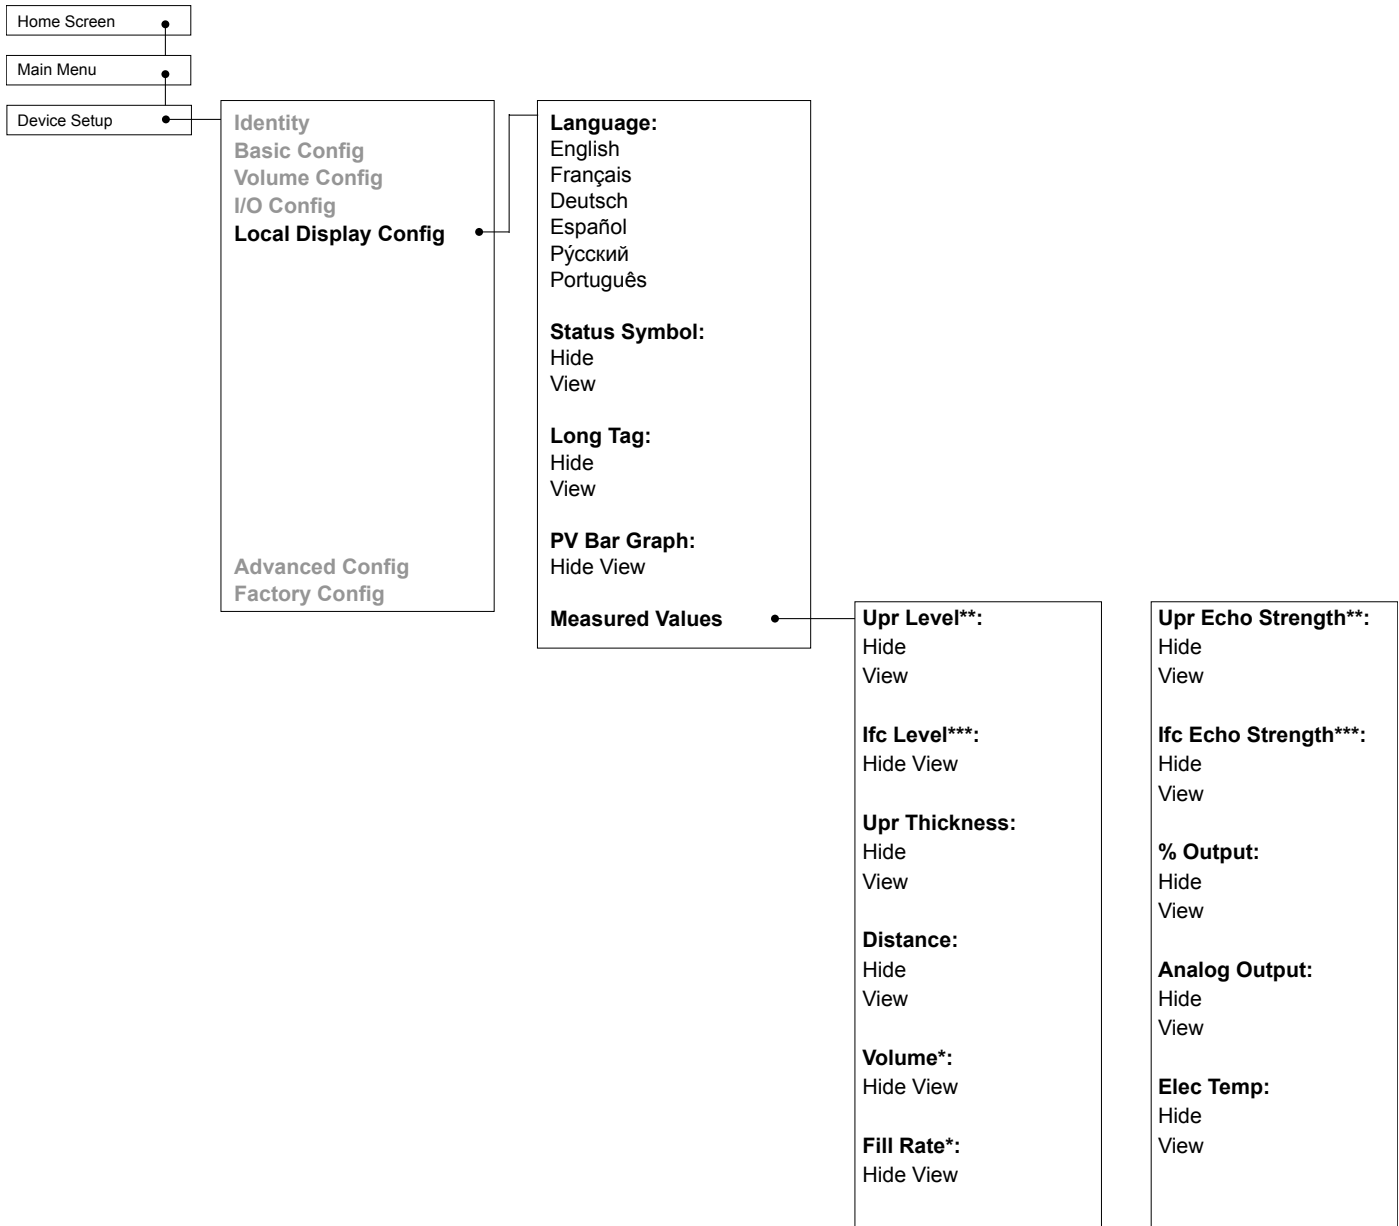 Home Screen
Main Menu
Device Setup
Identity
Basic Config
Volume Config
I/O Config
Local Display Config
Advanced Config
Factory Config
Language:
English
Français
Deutsch
Español
Ру́сский
Português
Status Symbol:
Hide
View
Long Tag:
Hide
View
PV Bar Graph:
Hide View
Measured Values
Upr Level**:
Hide
View
Ifc Level***:
Hide View
Upr Thickness:
Hide
View
Distance:
Hide
View
Volume*:
Hide View
Fill Rate*:
Hide View
Upr Echo Strength**:
Hide
View
Ifc Echo Strength***:
Hide
View
% Output:
Hide
View
Analog Output:
Hide
View
Elec Temp:
Hide
View